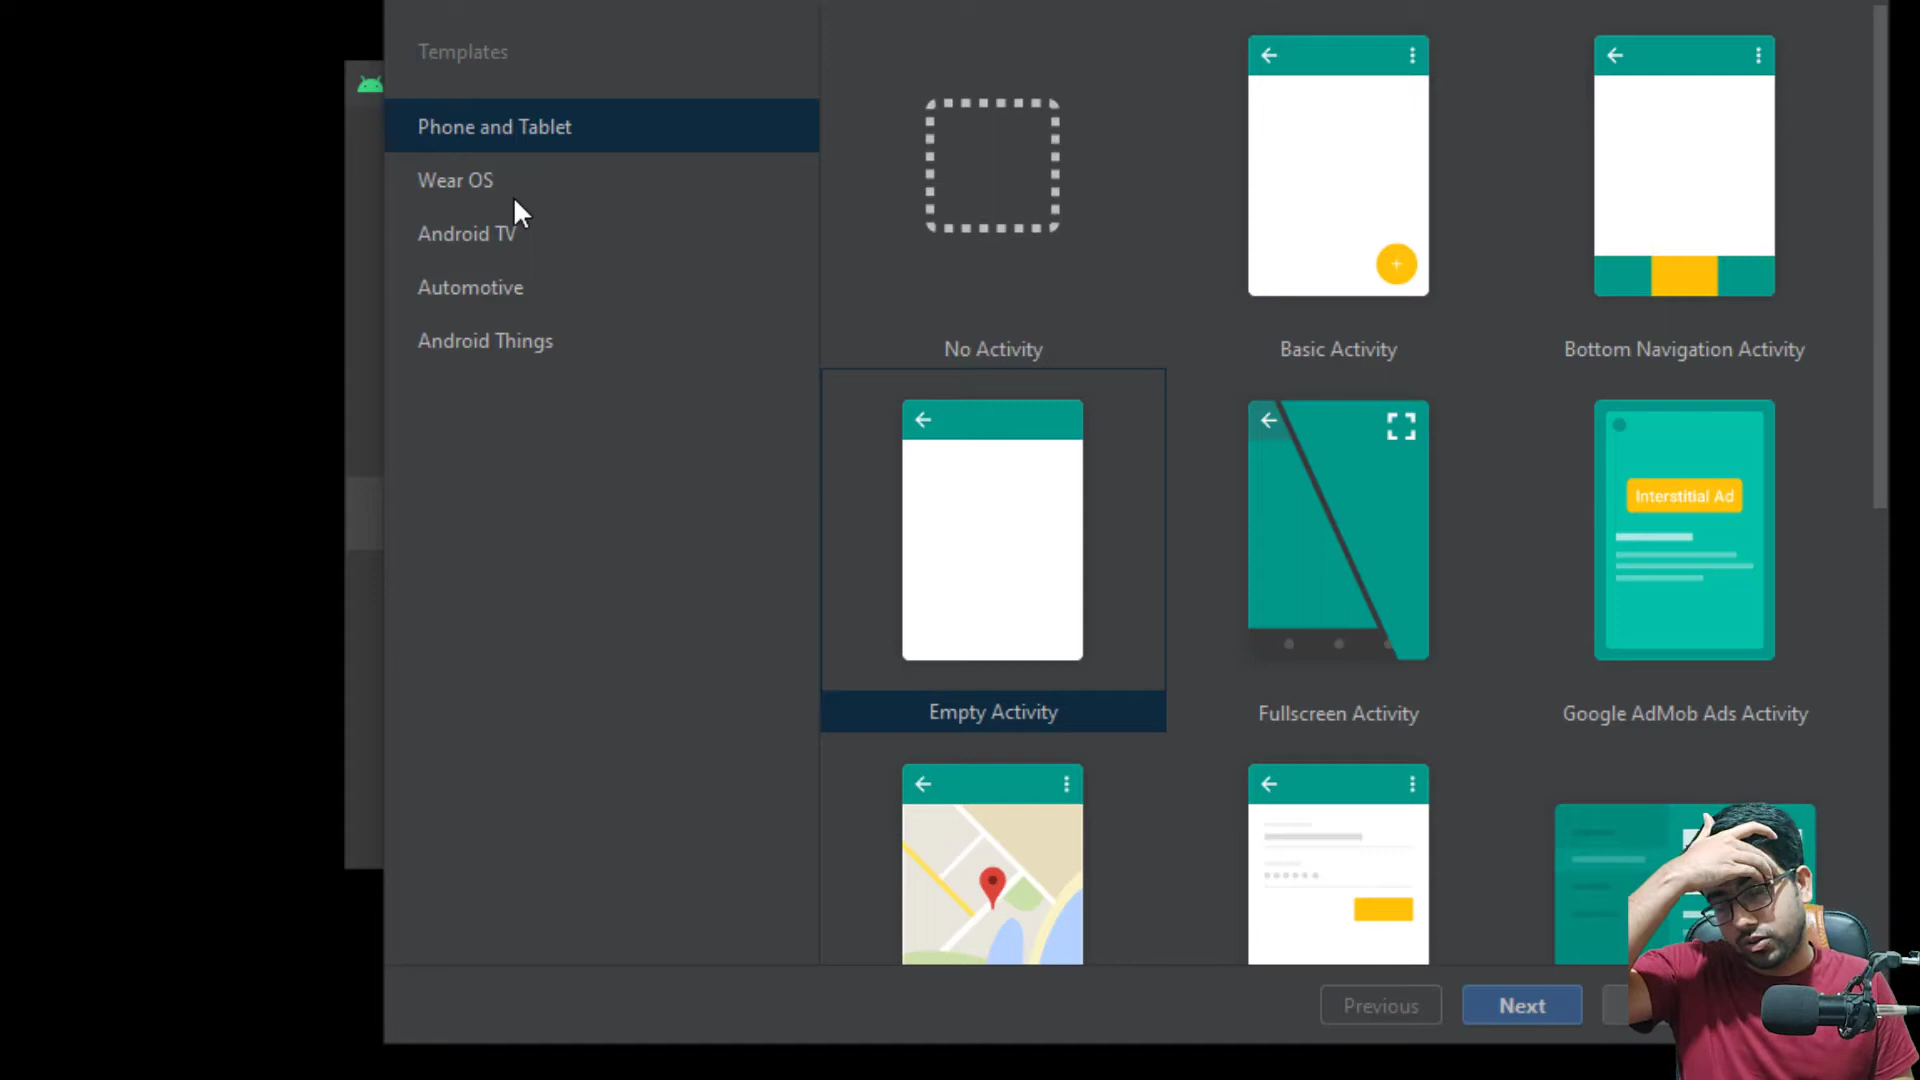 Templates
Phone and Tablet
Wear OS
Android TV
Automotive
Android Things
No Activity
Basic Activity
Bottom Navigation Activity
Interstitial Ad
Empty Activity
Fullscreen Activity
Google AdMob Ads Activity
Previous
Next